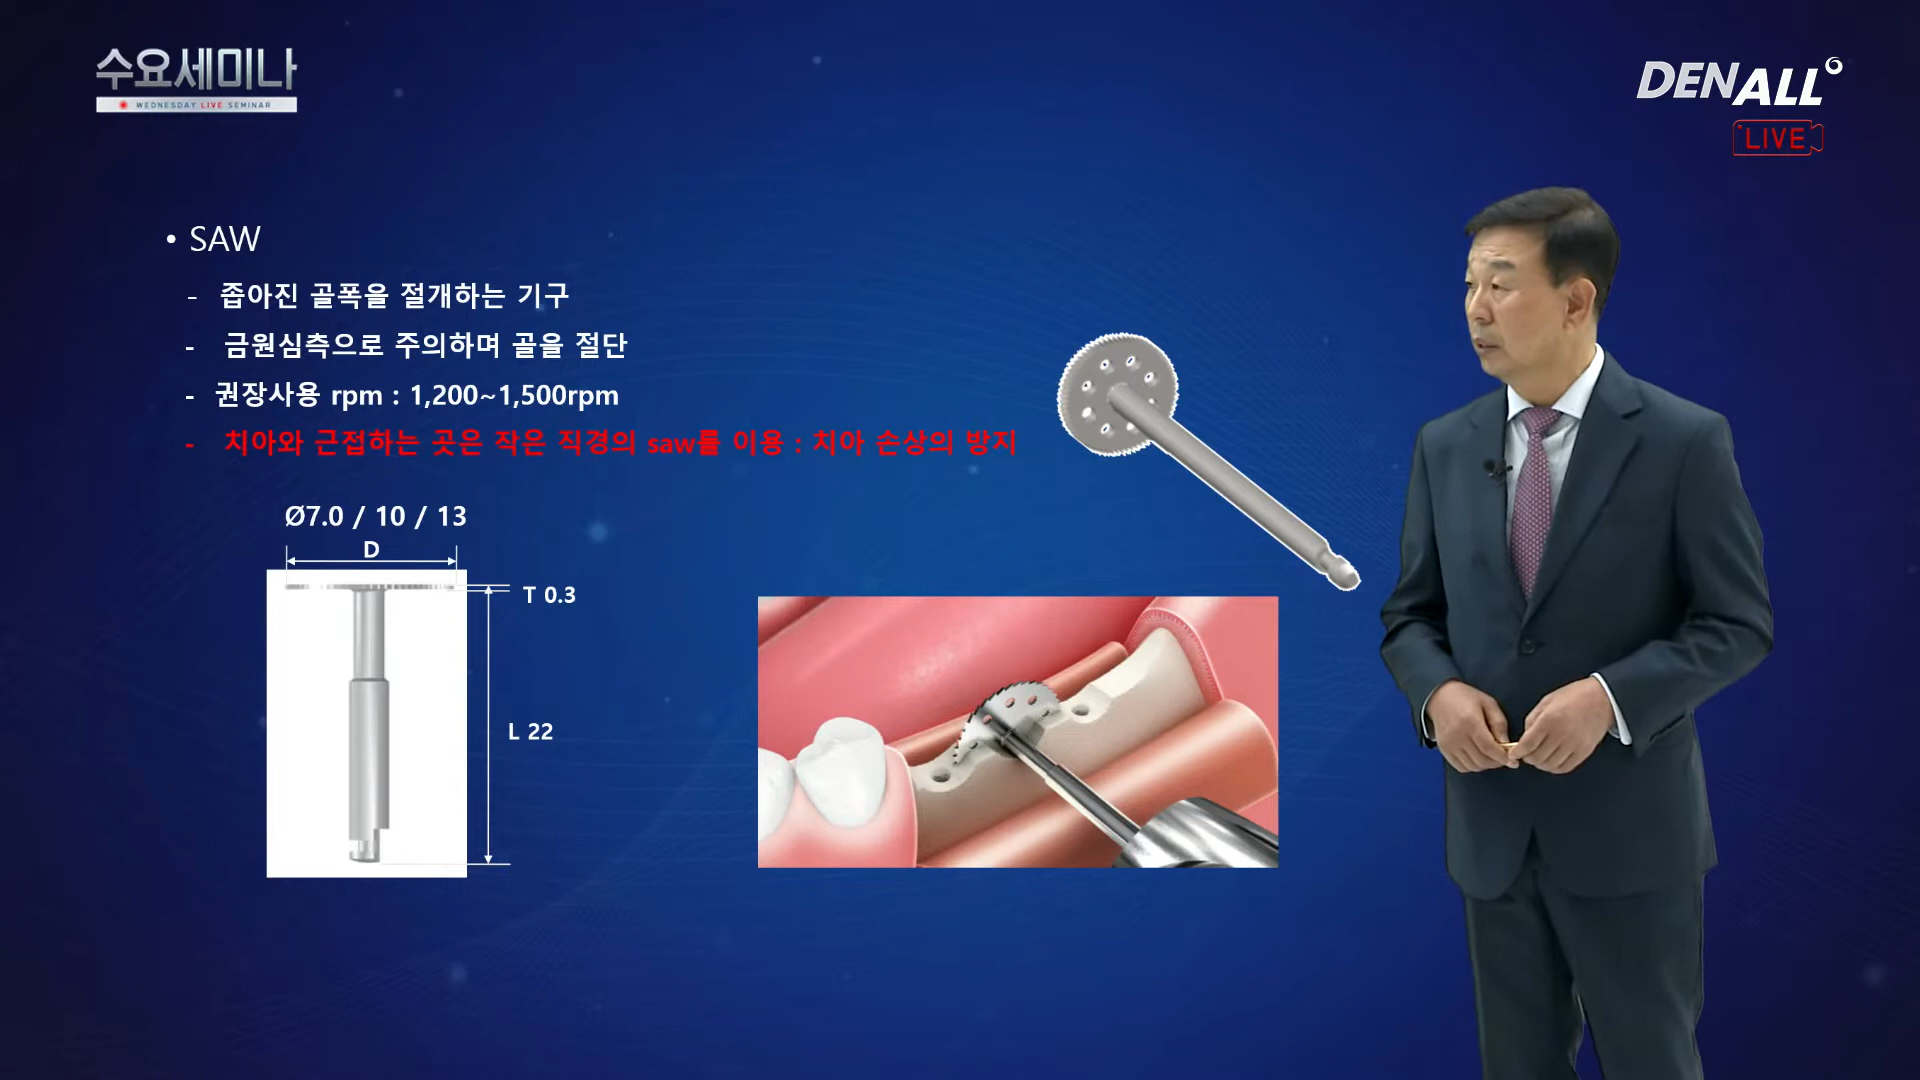 수요세미나
WEDNESDAY LIVE SEMINAR
DENALL
LIVE
• SAW
- 좁아진 골폭을 절개하는 기구
- 금원심측으로 주의하며 골을 절단
- 권장사용 rpm : 1,200~1,500rpm
- 치아와 근접하는 곳은 작은 직경의 saw를 이용 : 치아 손상의 방지
Ø7.0 / 10 / 13
D
T 0.3
L 22